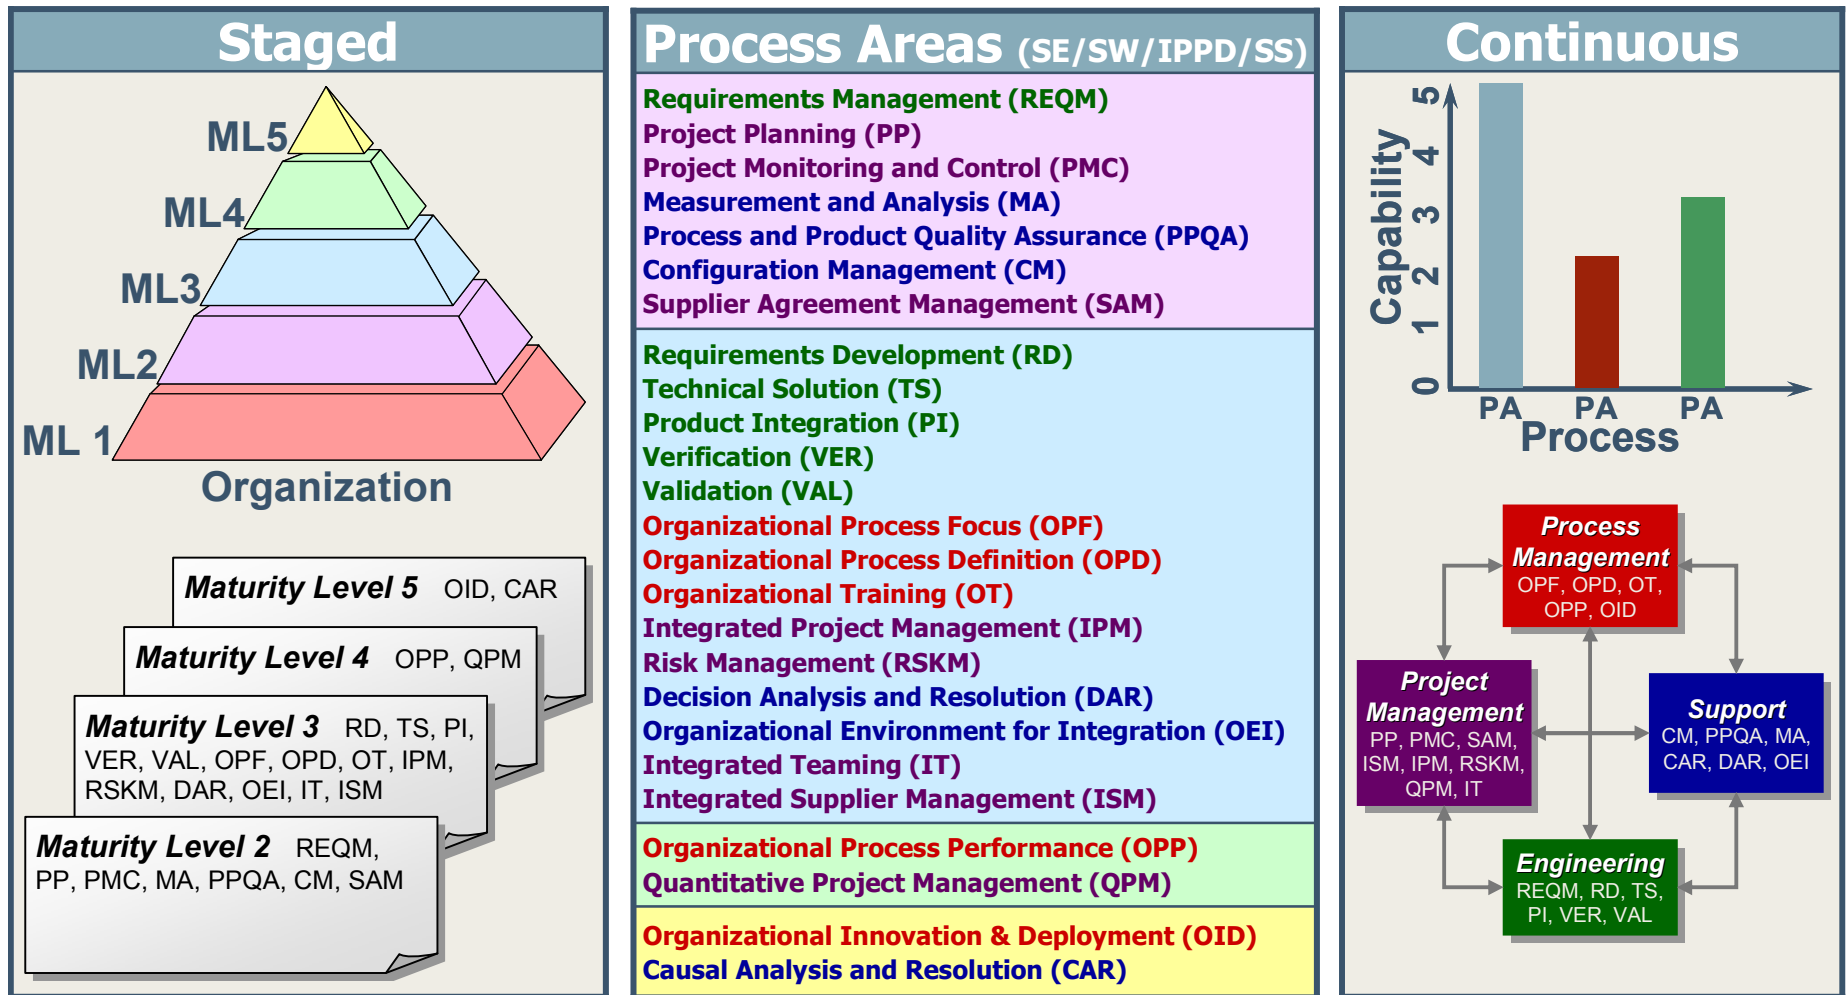 Staged
ML5
ML4
ML3
ML2
ML 1
Organization
Maturity Level 5 OID, CAR
Maturity Level 4 OPP, QPM
Maturity Level 3 RD, TS, PI,
VER, VAL, OPF, OPD, OT, IPM,
RSKM, DAR, OEI, IT, ISM
Maturity Level 2 REQM,
PP, PMC, MA, PPQA, CM, SAM
Process Areas (SE/SW/IPPD/SS)
Requirements Management (REQM)
Project Planning (PP)
Project Monitoring and Control (PMC)
Measurement and Analysis (MA)
Process and Product Quality Assurance (PPQA)
Configuration Management (CM)
Supplier Agreement Management (SAM)
Requirements Development (RD)
Technical Solution (TS)
Product Integration (PI)
Verification (VER)
Validation (VAL)
Organizational Process Focus (OPF)
Organizational Process Definition (OPD)
Organizational Training (OT)
Integrated Project Management (IPM)
Risk Management (RSKM)
Decision Analysis and Resolution (DAR)
Organizational Environment for Integration (OEI)
Integrated Teaming (IT)
Integrated Supplier Management (ISM)
Organizational Process Performance (OPP)
Quantitative Project Management (QPM)
Organizational Innovation & Deployment (OID)
Causal Analysis and Resolution (CAR)
Continuous
Capability
0 1 2 3 4 5
PA PA PA
Process
Process
Management
OPF, OPD, OT,
OPP, OID
Project
Management
PP, PMC, SAM,
ISM, IPM, RSKM,
QPM, IT
Support
CM, PPQA, MA,
CAR, DAR, OEI
Engineering
REQM, RD, TS,
PI, VER, VAL